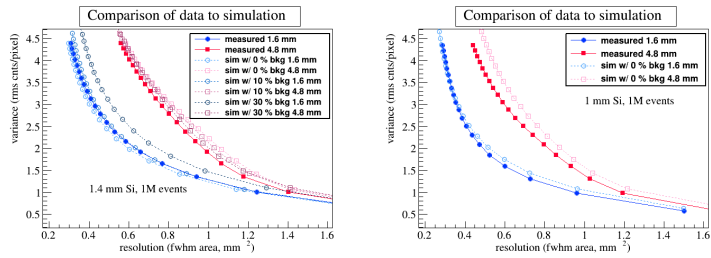 Comparison of data to simulation
variance (rms cnts/pixel)
4.5
4
3.5
3
2.5
2
1.5
1
0.5
measured 1.6 mm
measured 4.8 mm
sim w/ 0 % bkg 1.6 mm
sim w/ 0 % bkg 4.8 mm
sim w/ 10 % bkg 1.6 mm
sim w/ 10 % bkg 4.8 mm
sim w/ 30 % bkg 1.6 mm
sim w/ 30 % bkg 4.8 mm
1.4 mm Si, 1M events
0.2 0.4 0.6 0.8 1 1.2 1.4 1.6
resolution (fwhm area, mm 2)
Comparison of data to simulation
variance (rms cnts/pixel)
4.5
4
3.5
3
2.5
2
1.5
1
0.5
measured 1.6 mm
measured 4.8 mm
sim w/ 0 % bkg 1.6 mm
sim w/ 0 % bkg 4.8 mm
1 mm Si, 1M events
0.2 0.4 0.6 0.8 1 1.2 1.4 1.6
resolution (fwhm area, mm 2)